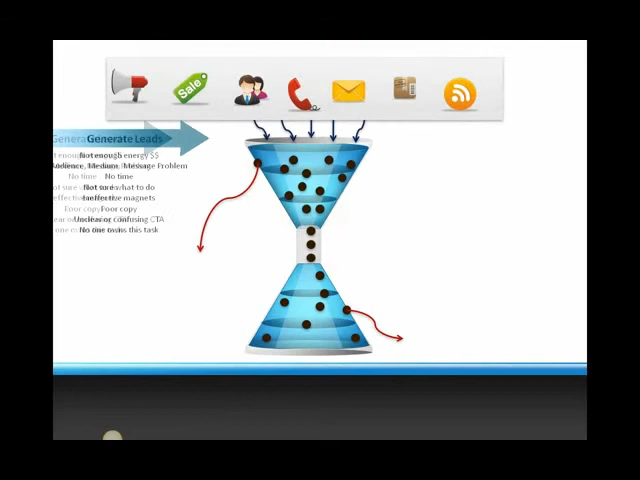 Sale
Generate Leads
Not enough energy $$
Audience, Medium, Message Problem
No time
Not sure what to do
Ineffective magnets
Poor copy
Unclear or confusing CTA
No one owns this task